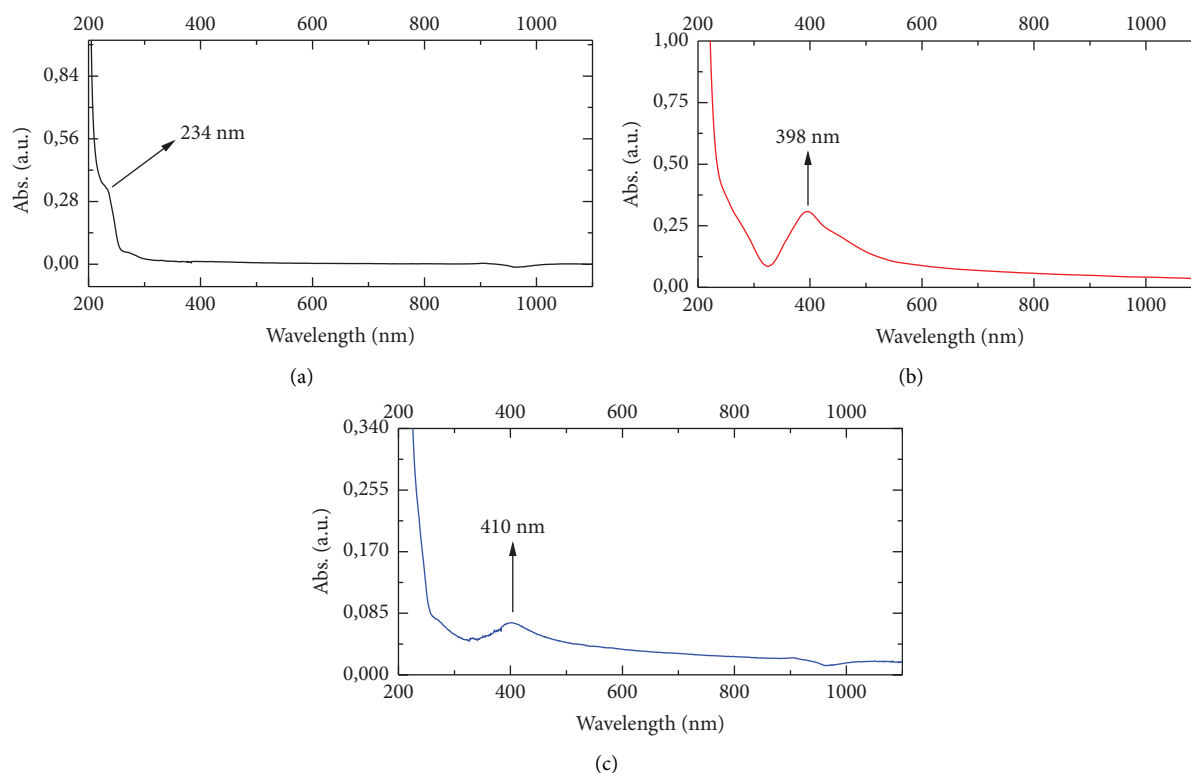 200 400 600 800 1000
0,84
0,56
0,28
0,00
Abs. (a.u.)
234 nm
200 400 600 800 1000
Wavelength (nm)
(a)
200 400 600 800 1000
1,00
0,75
0,50
0,25
0,00
Abs. (a.u.)
398 nm
200 400 600 800 1000
Wavelength (nm)
(b)
200 400 600 800 1000
0,340
0,255
0,170
0,085
0,000
Abs. (a.u.)
410 nm
200 400 600 800 1000
Wavelength (nm)
(c)